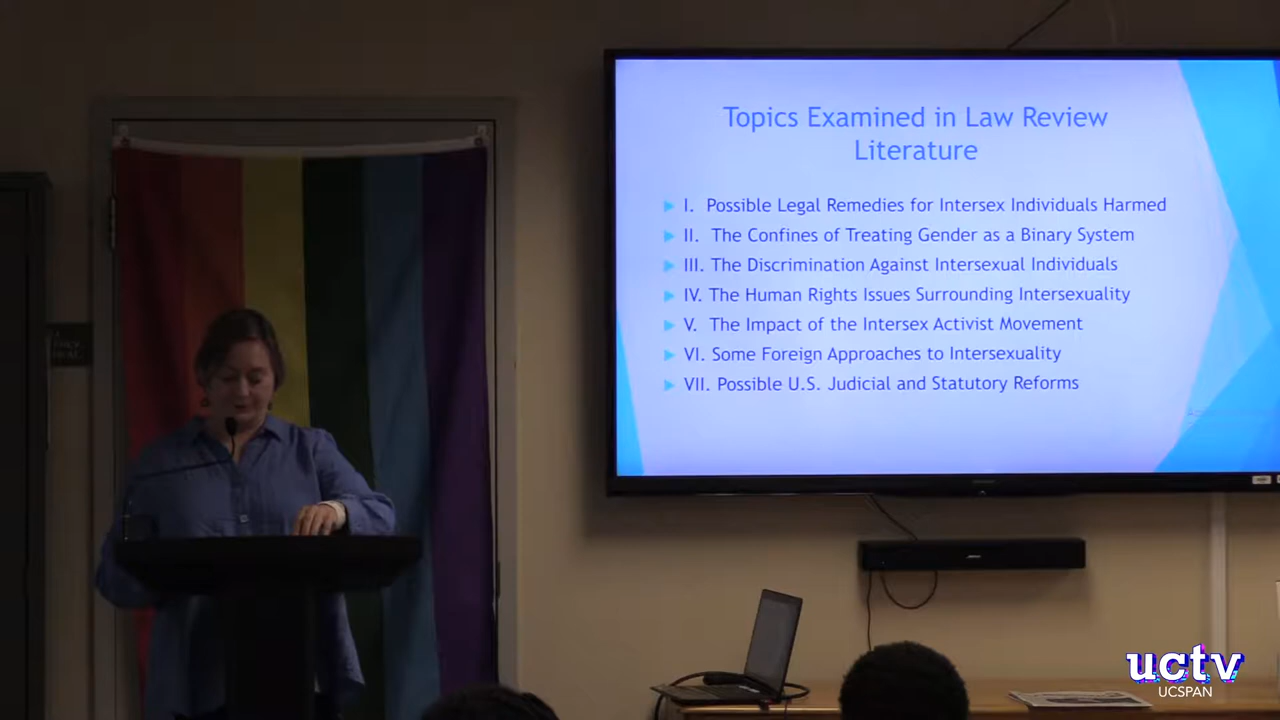 Topics Examined in Law Review
Literature
I. Possible Legal Remedies for Intersex Individuals Harmed
II. The Confines of Treating Gender as a Binary System
III. The Discrimination Against Intersexual Individuals
IV. The Human Rights Issues Surrounding Intersexuality
V. The Impact of the Intersex Activist Movement
VI. Some Foreign Approaches to Intersexuality
VII. Possible U.S. Judicial and Statutory Reforms
uctv
UCSPAN